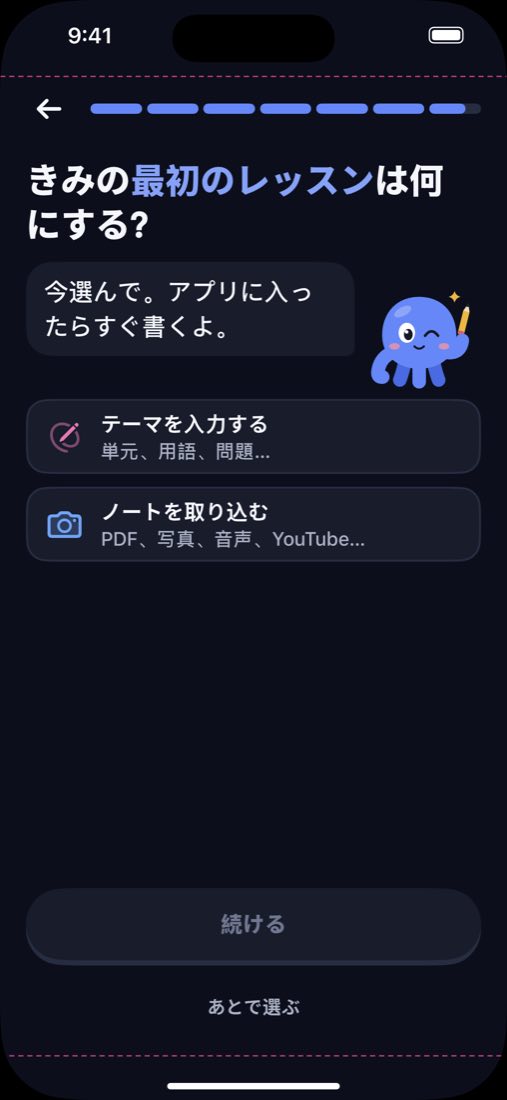 9:41
きみの最初のレッスンは何
にする?
今選んで。アプリに入っ
たらすぐ書くよ。
テーマを入力する
単元、用語、問題...
ノートを取り込む
PDF、写真、音声、YouTube...
続ける
あとで選ぶ